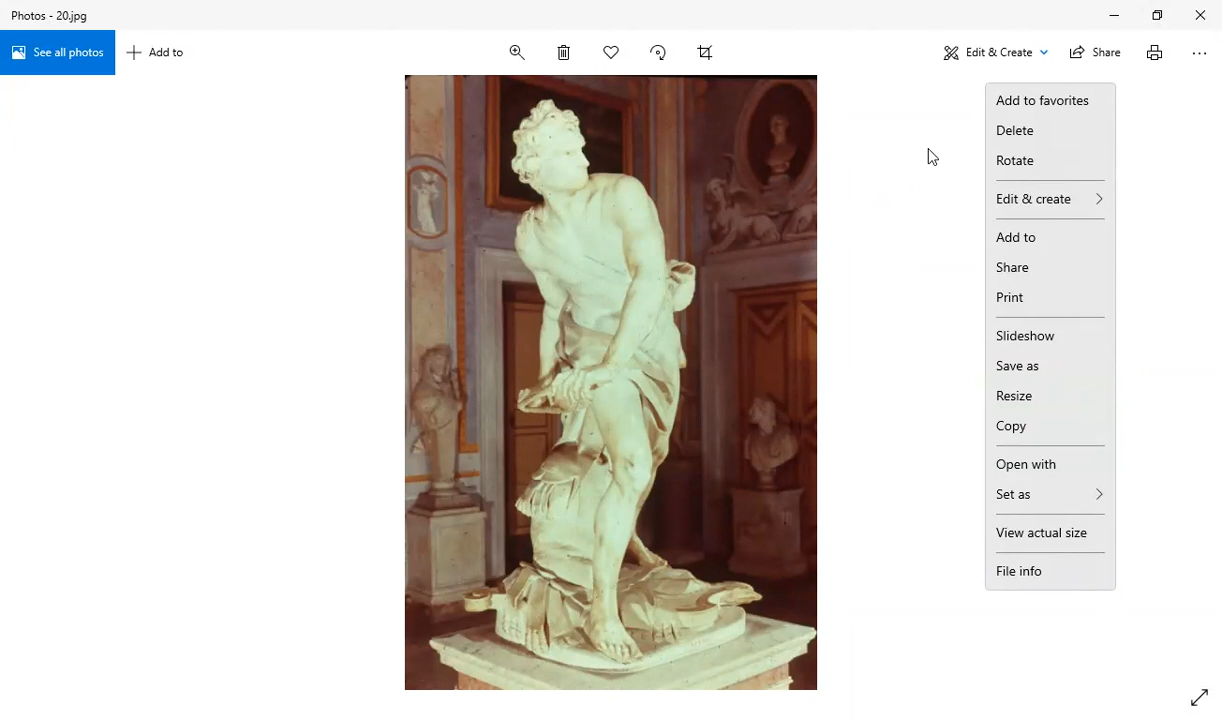 Photos - 20.jpg
See all photos
Add to
Edit & Create
Share
Add to favorites
Delete
Rotate
Edit & create
Add to
Share
Print
Slideshow
Save as
Resize
Copy
Open with
Set as
View actual size
File info